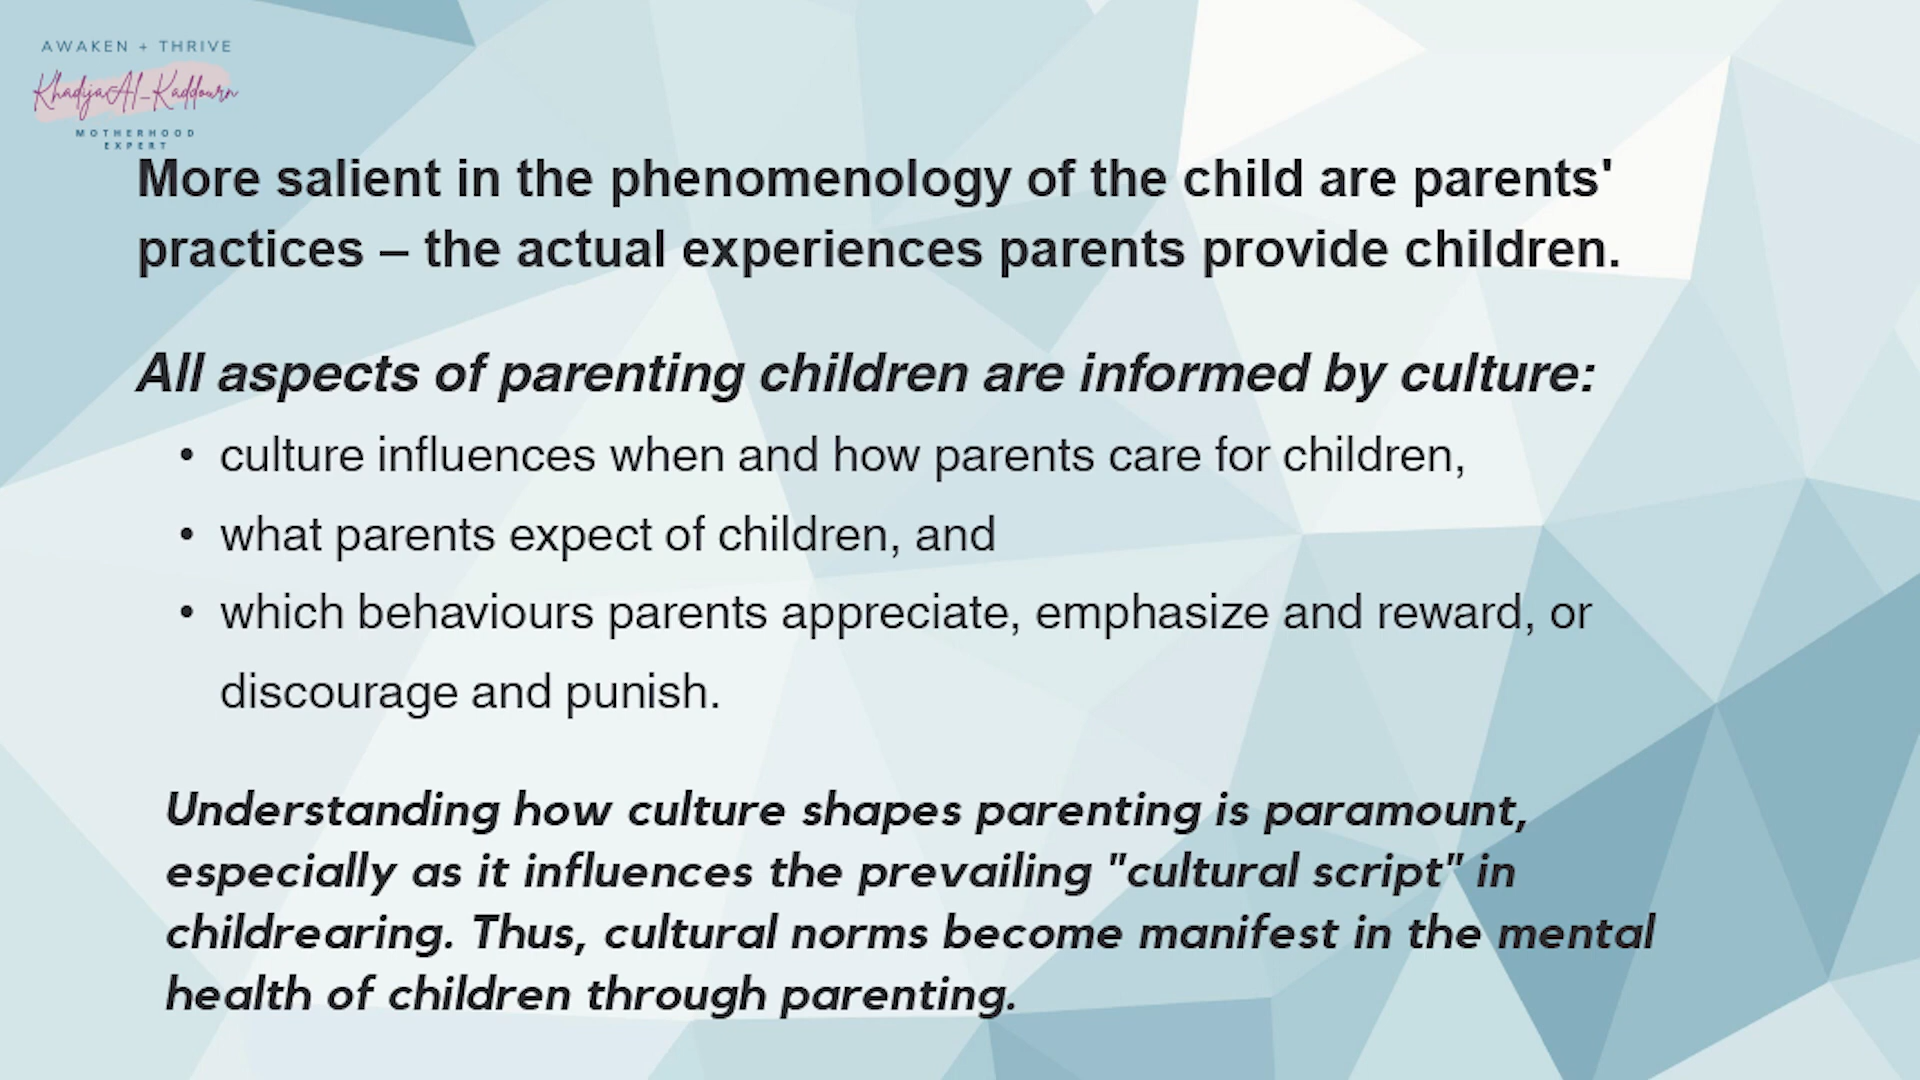 AWAKEN + THRIVE
KhadijaAl_Kaddourn
MOTHERHOOD
EXPERT
More salient in the phenomenology of the child are parents'
practices – the actual experiences parents provide children.
All aspects of parenting children are informed by culture:
• culture influences when and how parents care for children,
• what parents expect of children, and
• which behaviours parents appreciate, emphasize and reward, or
discourage and punish.
Understanding how culture shapes parenting is paramount,
especially as it influences the prevailing "cultural script" in
childrearing. Thus, cultural norms become manifest in the mental
health of children through parenting.